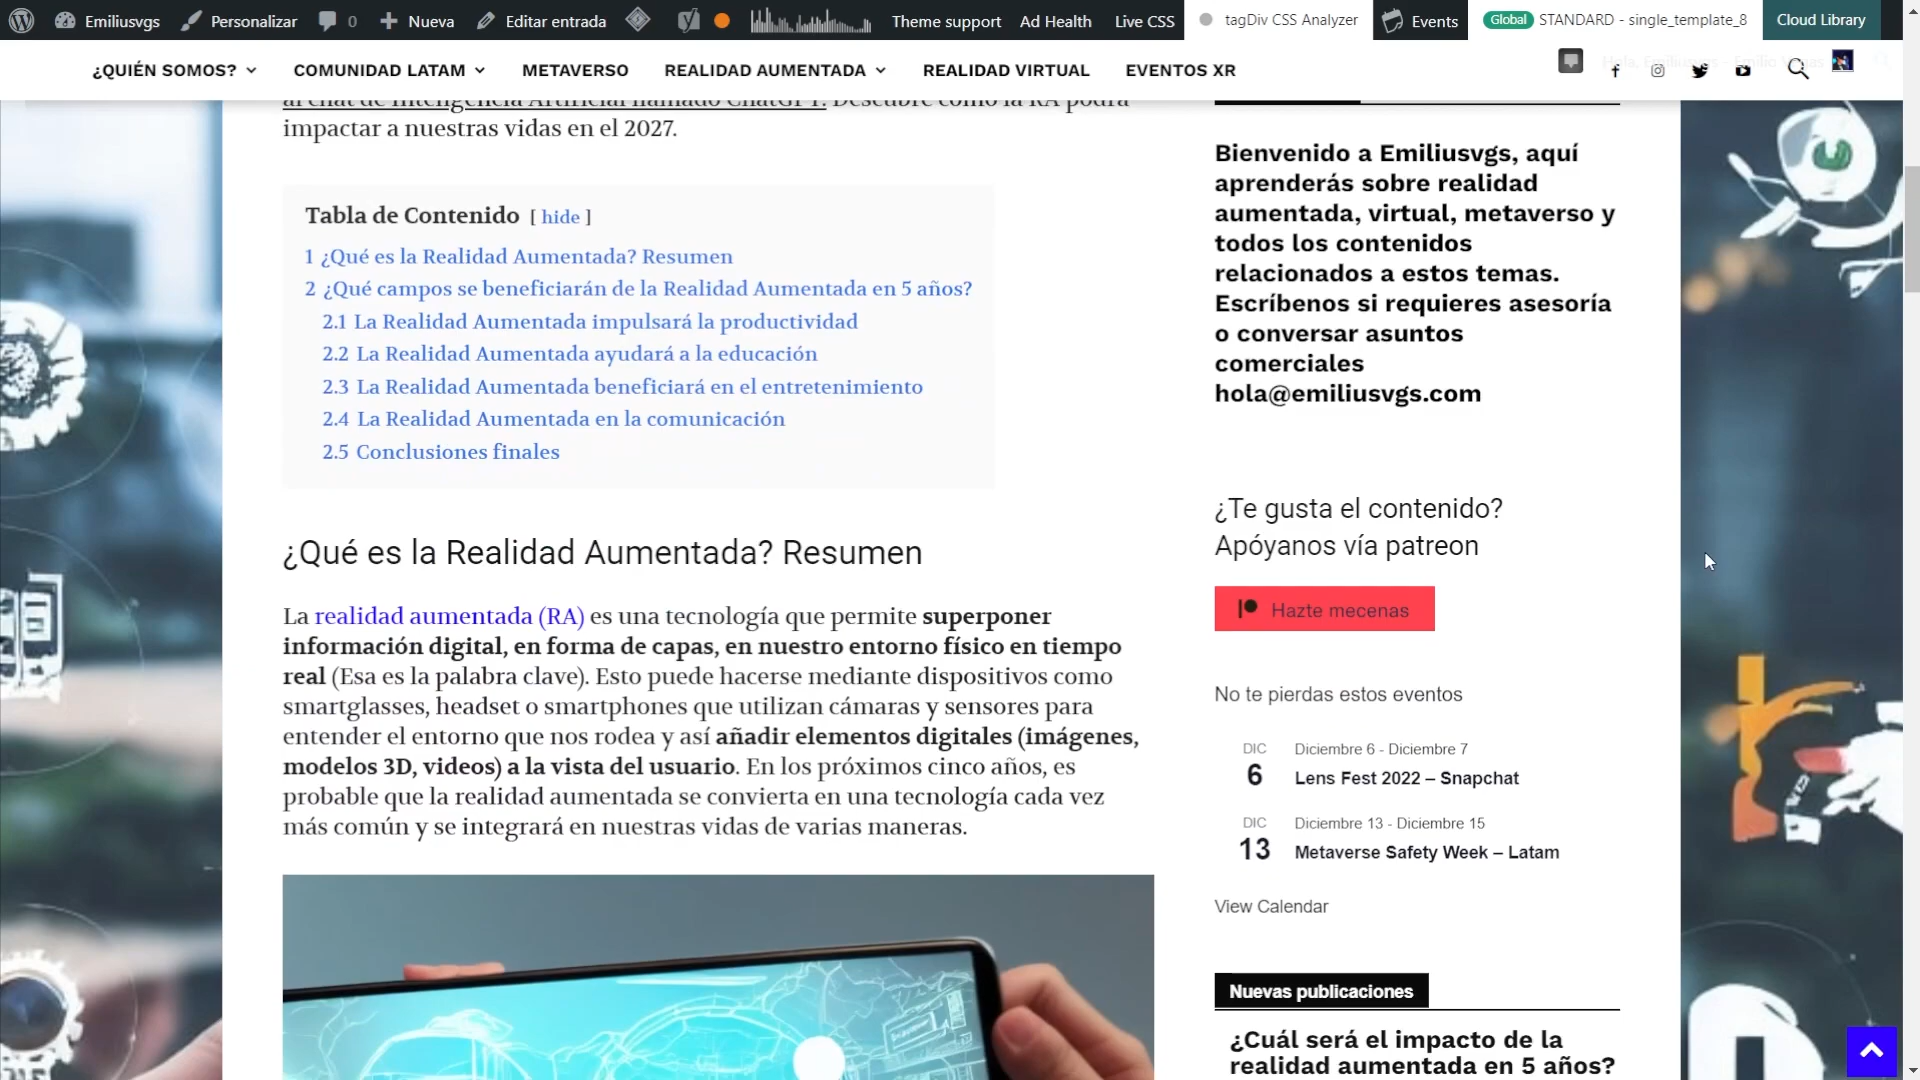 Emiliusvgs Personalizar 0 Nueva Editar entrada Theme support Ad Health Live CSS tagDiv CSS Analyzer Events Global STANDARD - single_template_8 Cloud Library
¿QUIÉN SOMOS? COMUNIDAD LATAM METAVERSO REALIDAD AUMENTADA REALIDAD VIRTUAL EVENTOS XR
al chat de Inteligencia Artificial llamado ChatGPT. Descubre cómo la RA podrá
impactar a nuestras vidas en el 2027.
Tabla de Contenido [ hide ]
1 ¿Qué es la Realidad Aumentada? Resumen
2 ¿Qué campos se beneficiarán de la Realidad Aumentada en 5 años?
2.1 La Realidad Aumentada impulsará la productividad
2.2 La Realidad Aumentada ayudará a la educación
2.3 La Realidad Aumentada beneficiará en el entretenimiento
2.4 La Realidad Aumentada en la comunicación
2.5 Conclusiones finales
¿Qué es la Realidad Aumentada? Resumen
La realidad aumentada (RA) es una tecnología que permite superponer
información digital, en forma de capas, en nuestro entorno físico en tiempo
real (Esa es la palabra clave). Esto puede hacerse mediante dispositivos como
smartglasses, headset o smartphones que utilizan cámaras y sensores para
entender el entorno que nos rodea y así añadir elementos digitales (imágenes,
modelos 3D, videos) a la vista del usuario. En los próximos cinco años, es
probable que la realidad aumentada se convierta en una tecnología cada vez
más común y se integrará en nuestras vidas de varias maneras.
Bienvenido a Emiliusvgs, aquí
aprenderás sobre realidad
aumentada, virtual, metaverso y
todos los contenidos
relacionados a estos temas.
Escríbenos si requieres asesoría
o conversar asuntos
comerciales
hola@emiliusvgs.com
¿Te gusta el contenido?
Apóyanos vía patreon
Hazte mecenas
No te pierdas estos eventos
DIC
6
Diciembre 6 - Diciembre 7
Lens Fest 2022 – Snapchat
DIC
13
Diciembre 13 - Diciembre 15
Metaverse Safety Week – Latam
View Calendar
Nuevas publicaciones
¿Cuál será el impacto de la
realidad aumentada en 5 años?